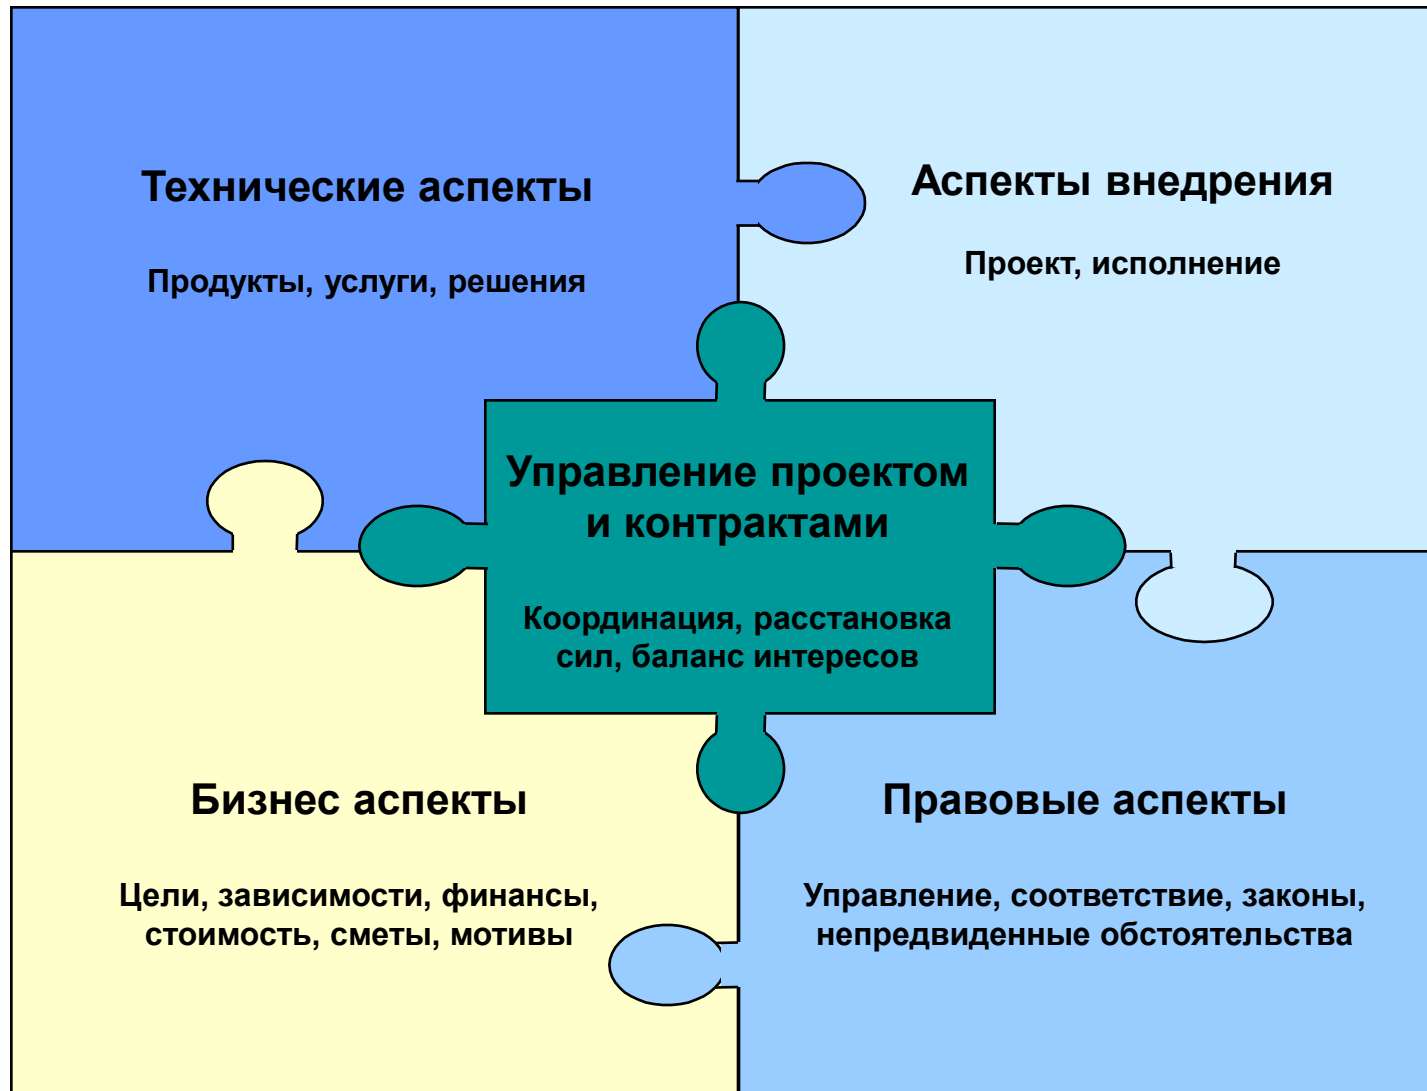 Технические аспекты
Продукты, услуги, решения
Аспекты внедрения
Проект, исполнение
Управление проектом
и контрактами
Координация, расстановка
сил, баланс интересов
Бизнес аспекты
Цели, зависимости, финансы,
стоимость, сметы, мотивы
Правовые аспекты
Управление, соответствие, законы,
непредвиденные обстоятельства